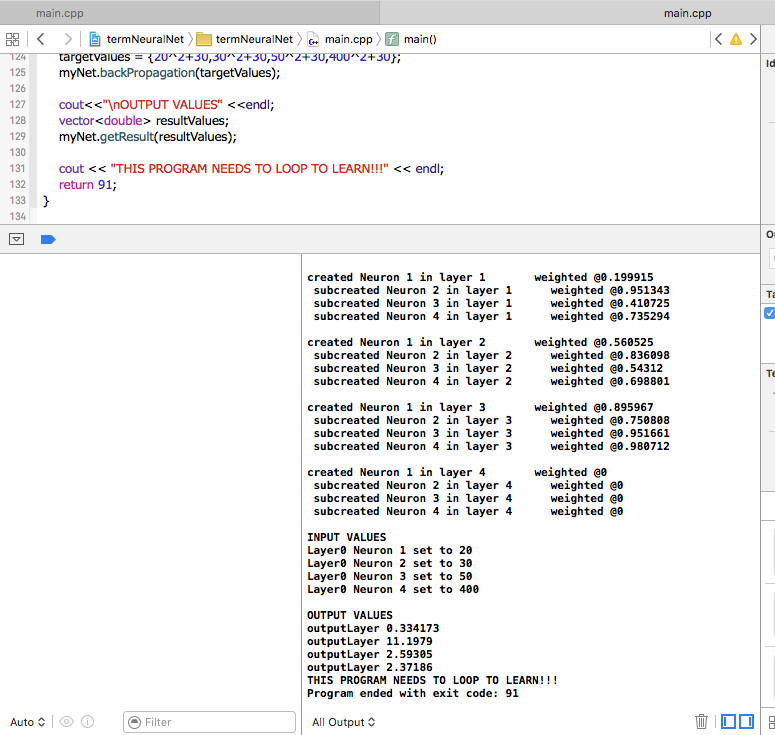 main.cpp
main.cpp
termNeuralNet
termNeuralNet
main.cpp
main()
Id
124 targetValues = {20^2+30,30^2+30,50^2+30,400^2+30};
125 myNet.backPropagation(targetValues);
126
127 cout<<"\nOUTPUT VALUES" <<endl;
128 vector<double> resultValues;
129 myNet.getResult(resultValues);
130
131 cout << "THIS PROGRAM NEEDS TO LOOP TO LEARN!!!" << endl;
132 return 91;
133 }
134
Or
Ta
Te
created Neuron 1 in layer 1 weighted @0.199915
subcreated Neuron 2 in layer 1 weighted @0.951343
subcreated Neuron 3 in layer 1 weighted @0.410725
subcreated Neuron 4 in layer 1 weighted @0.735294
created Neuron 1 in layer 2 weighted @0.560525
subcreated Neuron 2 in layer 2 weighted @0.836098
subcreated Neuron 3 in layer 2 weighted @0.54312
subcreated Neuron 4 in layer 2 weighted @0.698801
created Neuron 1 in layer 3 weighted @0.895967
subcreated Neuron 2 in layer 3 weighted @0.750808
subcreated Neuron 3 in layer 3 weighted @0.951661
subcreated Neuron 4 in layer 3 weighted @0.980712
created Neuron 1 in layer 4 weighted @0
subcreated Neuron 2 in layer 4 weighted @0
subcreated Neuron 3 in layer 4 weighted @0
subcreated Neuron 4 in layer 4 weighted @0
INPUT VALUES
Layer0 Neuron 1 set to 20
Layer0 Neuron 2 set to 30
Layer0 Neuron 3 set to 50
Layer0 Neuron 4 set to 400
OUTPUT VALUES
outputLayer 0.334173
outputLayer 11.1979
outputLayer 2.59305
outputLayer 2.37186
THIS PROGRAM NEEDS TO LOOP TO LEARN!!!
Program ended with exit code: 91
Auto
Filter
All Output